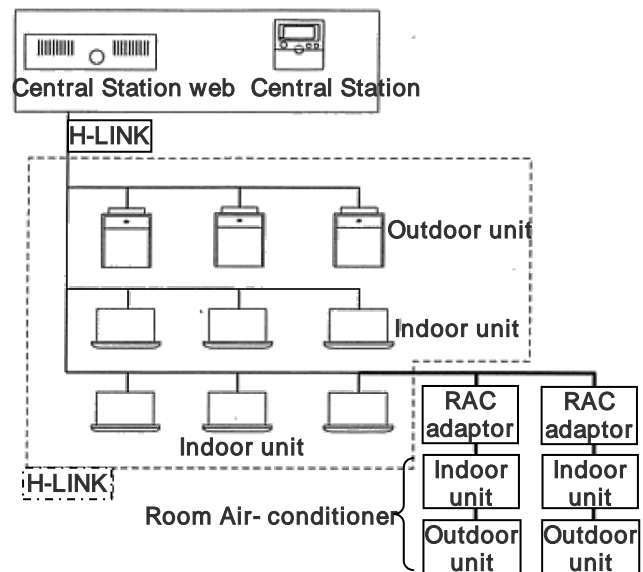 Central Station web Central Station
H-LINK
Outdoor unit
Indoor unit
Indoor unit
RAC
adaptor
RAC
adaptor
H-LINK
Room Air- conditioner
Indoor
unit
Indoor
unit
Outdoor
unit
Outdoor
unit